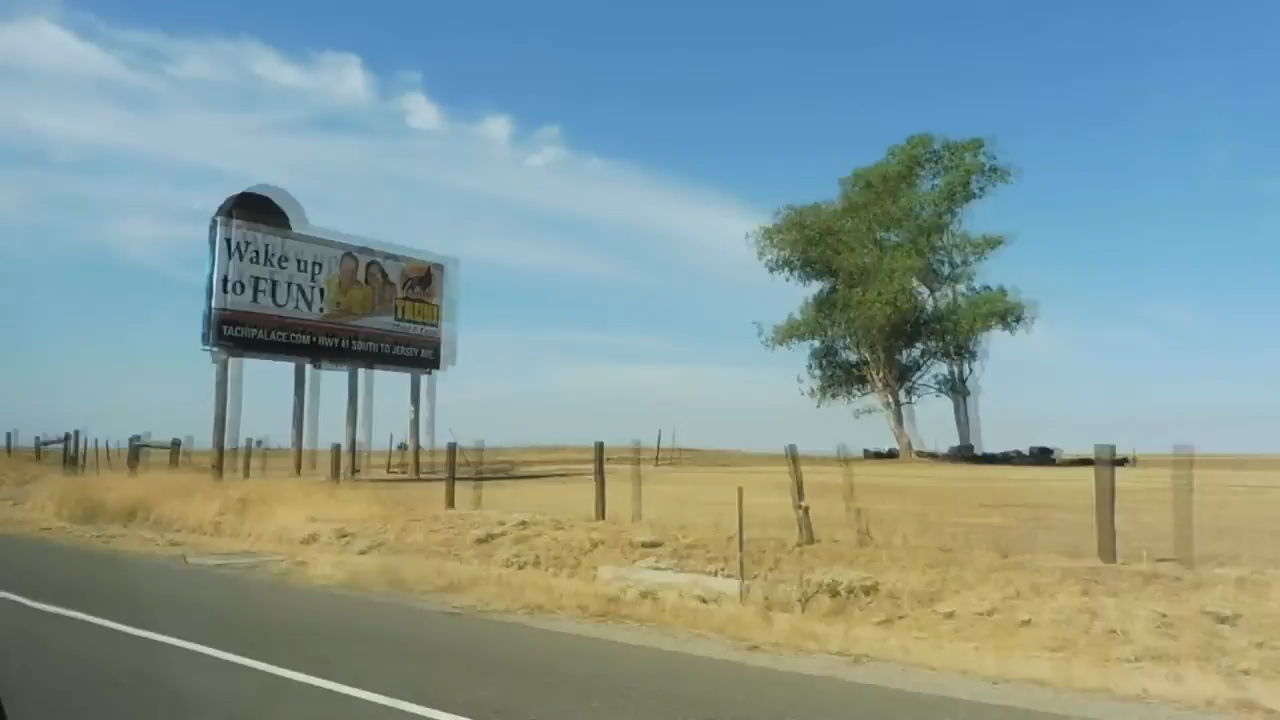 Wake up
to FUN!
TACHI
TACHIPALACE.COM • HWY 41 SOUTH TO JERSEY AVE.